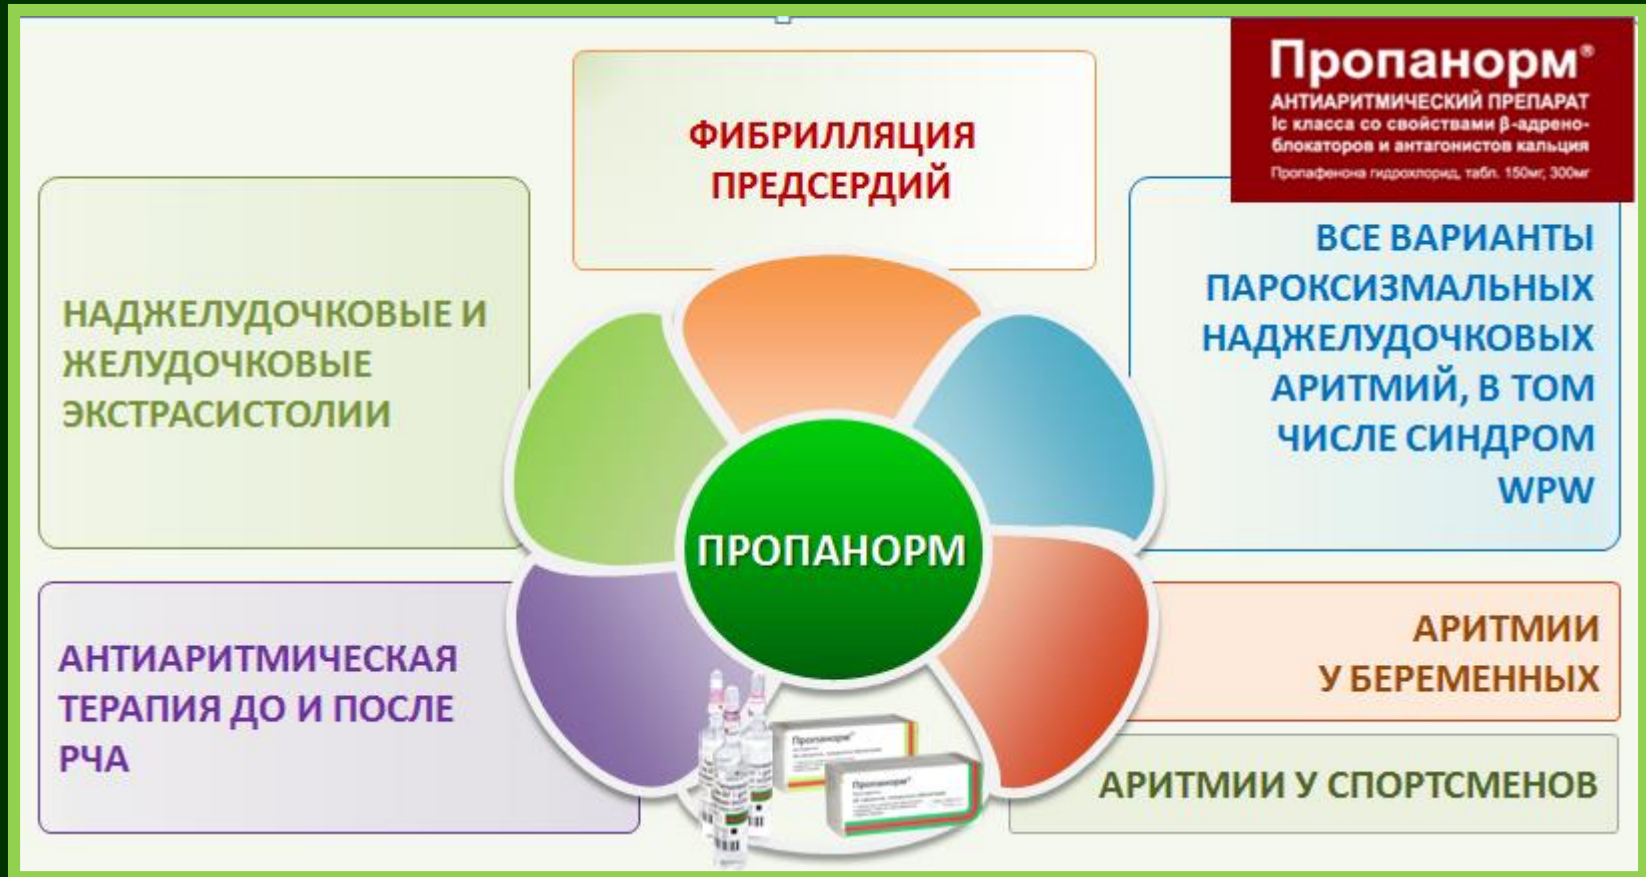 Пропанорм®
АНТИАРИТМИЧЕСКИЙ ПРЕПАРАТ
Ic класса со свойствами β-адрено-
блокаторов и антагонистов кальция
Пропафенона гидрохлорид, табл. 150мг, 300мг
ФИБРИЛЛЯЦИЯ
ПРЕДСЕРДИЙ
НАДЖЕЛУДОЧКОВЫЕ И
ЖЕЛУДОЧКОВЫЕ
ЭКСТРАСИСТОЛИИ
ВСЕ ВАРИАНТЫ
ПАРОКСИЗМАЛЬНЫХ
НАДЖЕЛУДОЧКОВЫХ
АРИТМИЙ, В ТОМ
ЧИСЛЕ СИНДРОМ
WPW
ПРОПАНОРМ
АНТИАРИТМИЧЕСКАЯ
ТЕРАПИЯ ДО И ПОСЛЕ
РЧА
АРИТМИИ
У БЕРЕМЕННЫХ
АРИТМИИ У СПОРТСМЕНОВ
Пропанорм®
Пропанорм®